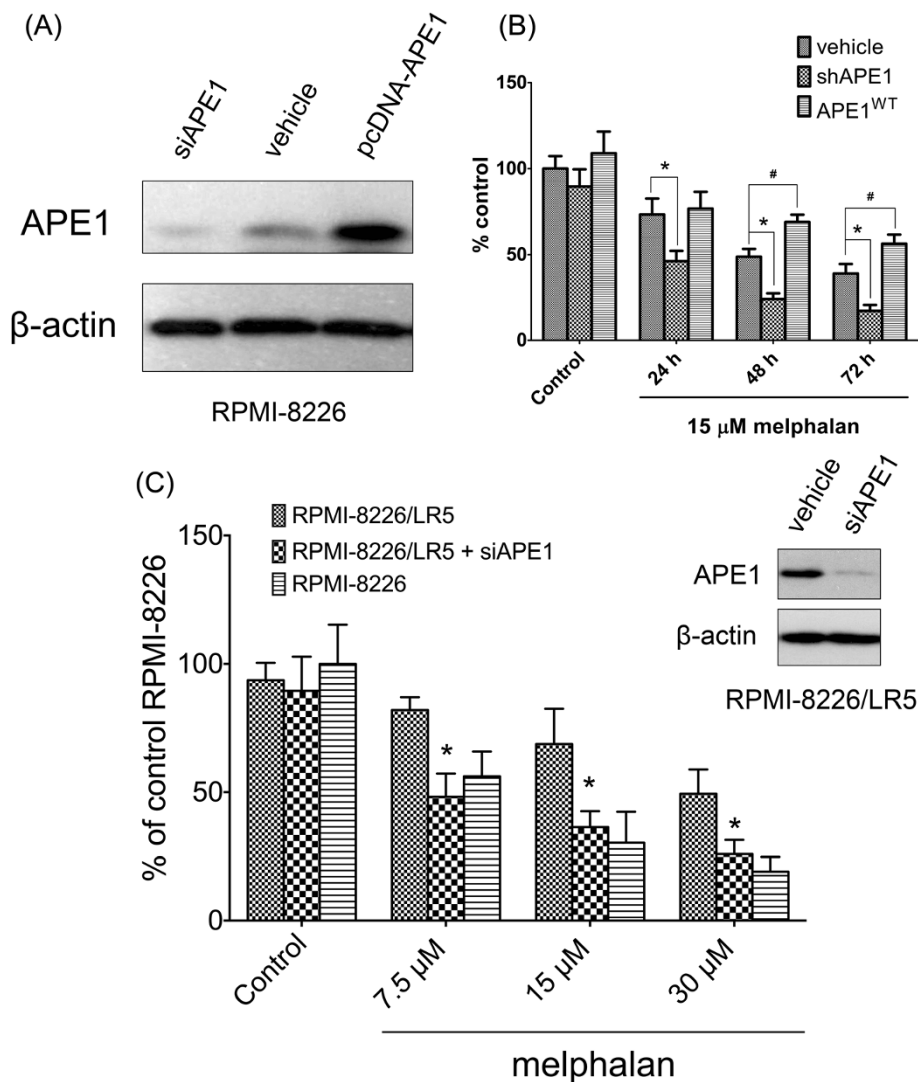 (A)
siAPE1
vehicle
pcDNA-APE1
APE1
β-actin
RPMI-8226
(B)
vehicle
shAPE1
APE1WT
150
100
50
0
% control
*
*
#
*
#
Control
24 h
48 h
72 h
15 μM melphalan
(C)
RPMI-8226/LR5
RPMI-8226/LR5 + siAPE1
RPMI-8226
150
100
50
0
% of control RPMI-8226
*
*
*
Control
7.5 μM
15 μM
30 μM
melphalan
vehicle
siAPE1
APE1
β-actin
RPMI-8226/LR5